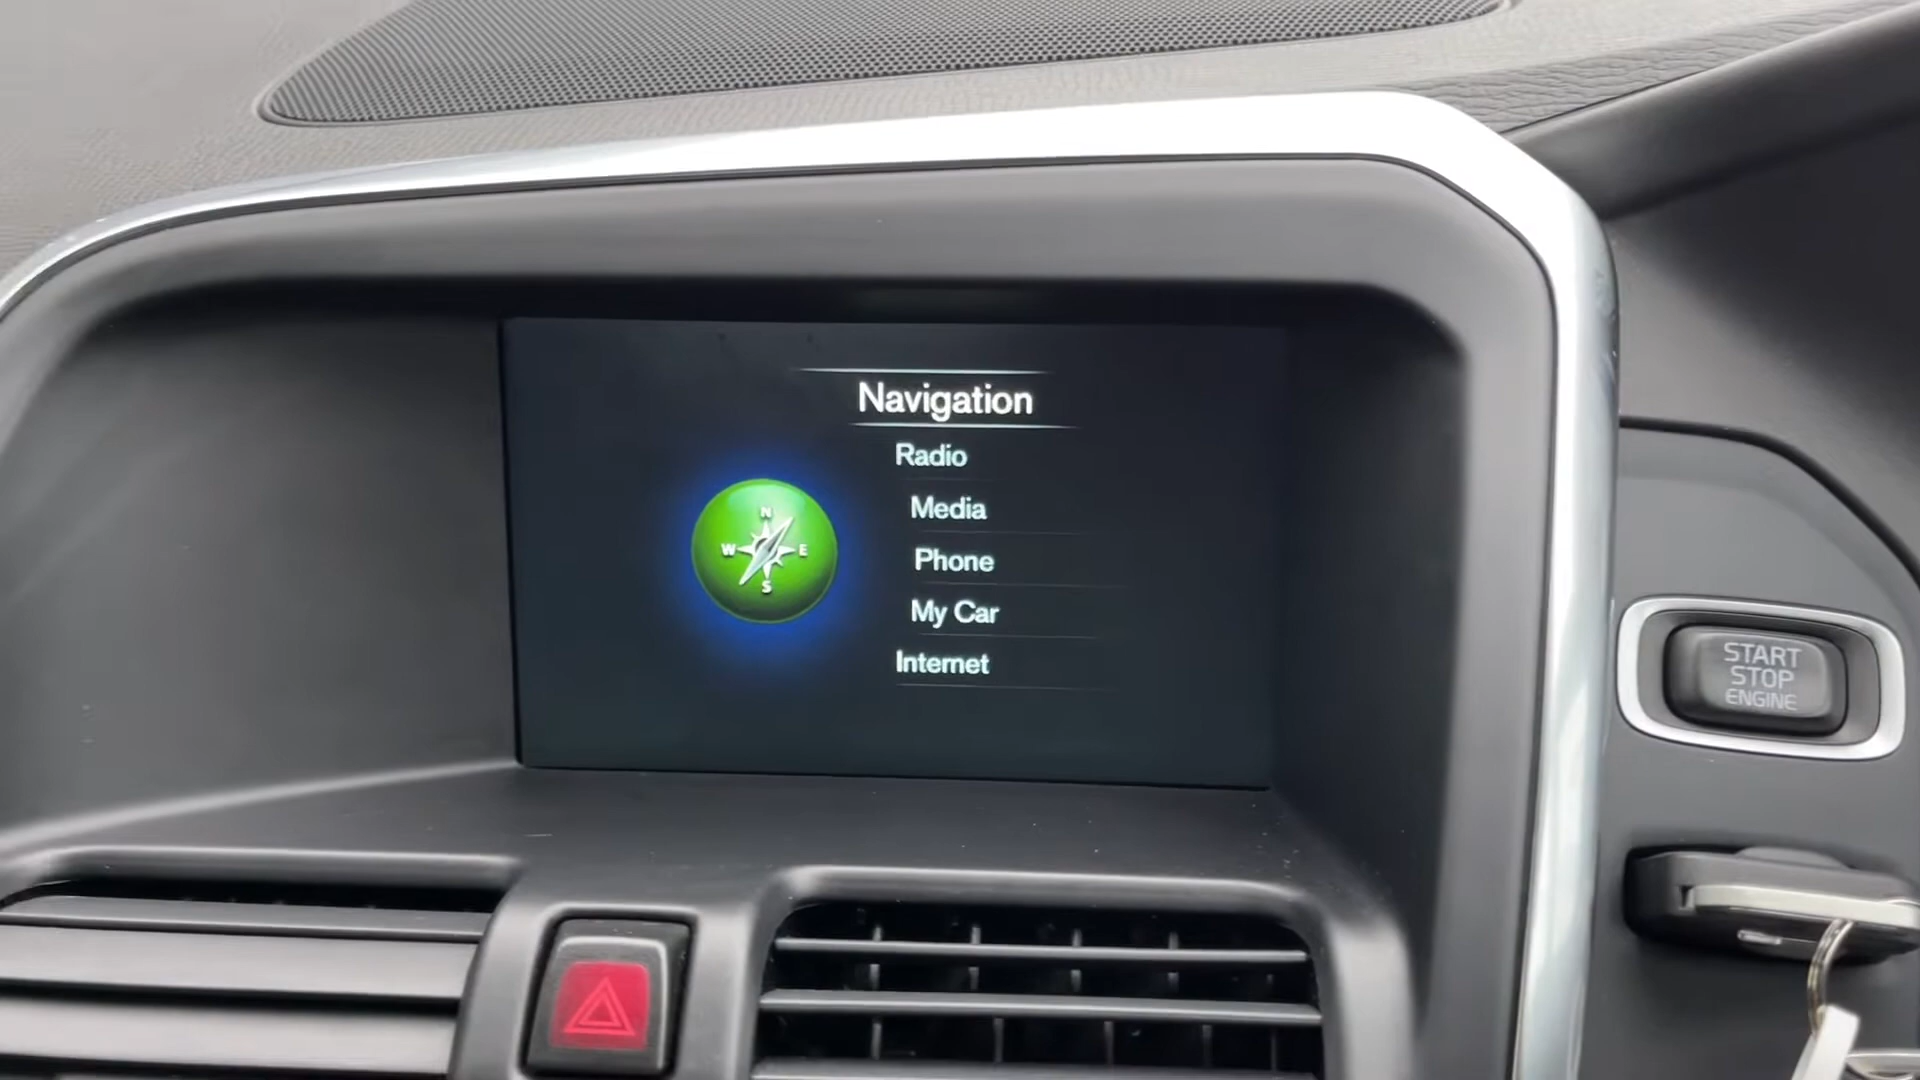 Navigation
Radio
Media
Phone
My Car
Internet
N
W E
S
START
STOP
ENGINE